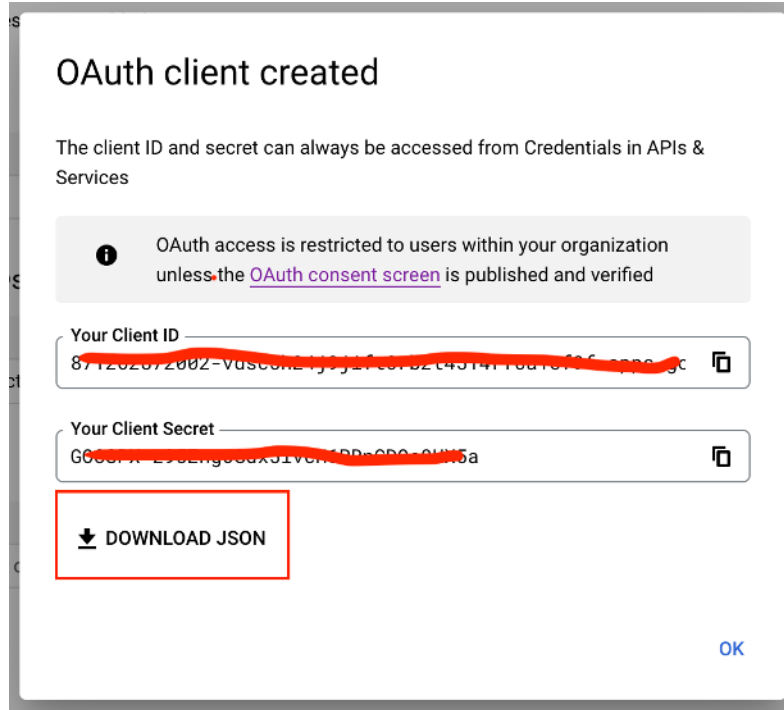 OAuth client created
The client ID and secret can always be accessed from Credentials in APIs &
Services
OAuth access is restricted to users within your organization
unless the OAuth consent screen is published and verified
Your Client ID
Your Client Secret
DOWNLOAD JSON
OK